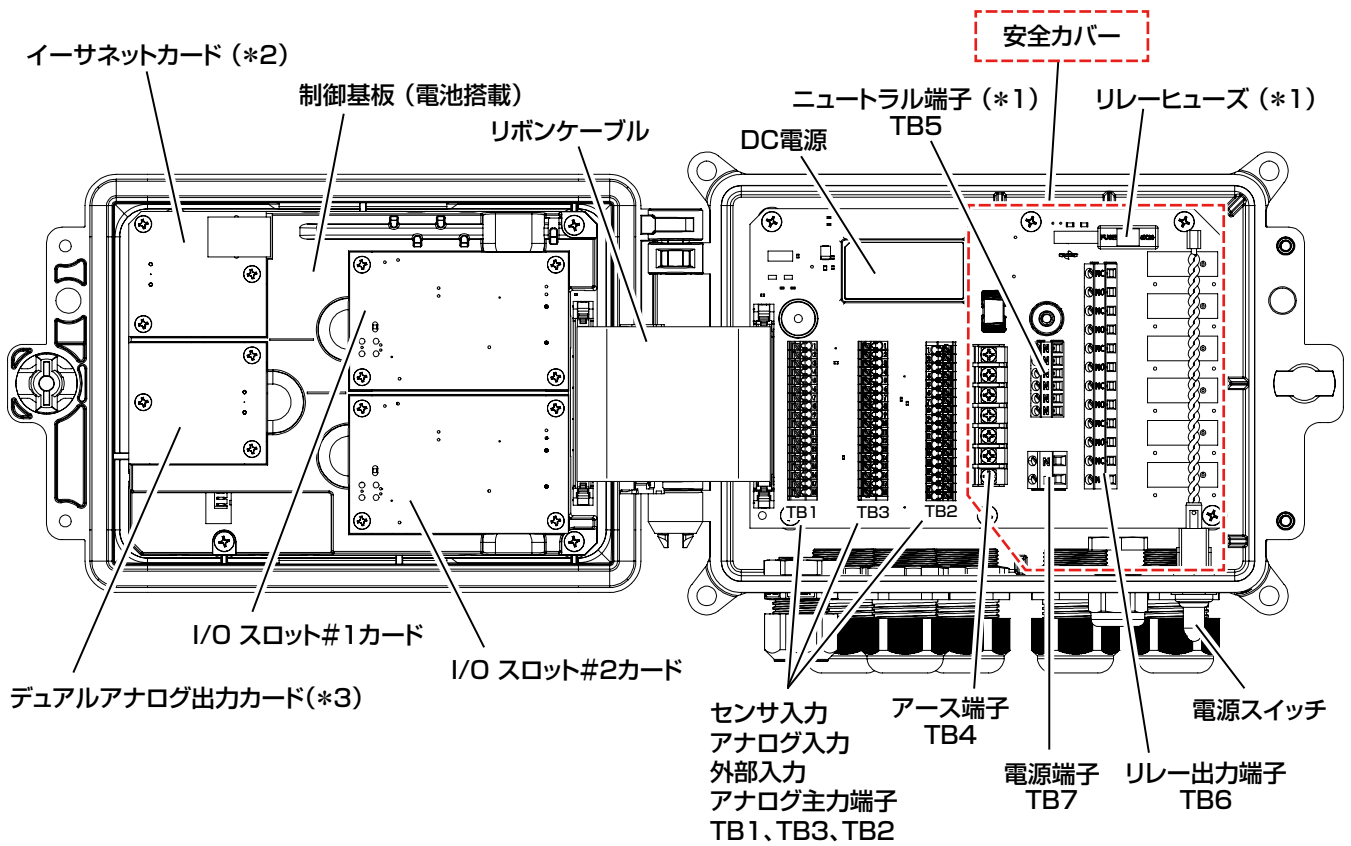 安全カバー
イーサネットカード（＊2）
制御基板（電池搭載）
リボンケーブル
DC電源
ニュートラル端子（＊1）
TB5
リレーヒューズ（＊1）
TB1
TB3
TB2
I/O スロット#1カード
I/O スロット#2カード
デュアルアナログ出力カード(＊3)
センサ入力
アナログ入力
外部入力
アナログ主力端子
TB1、TB3、TB2
アース端子
TB4
電源端子
TB7
リレー出力端子
TB6
電源スイッチ